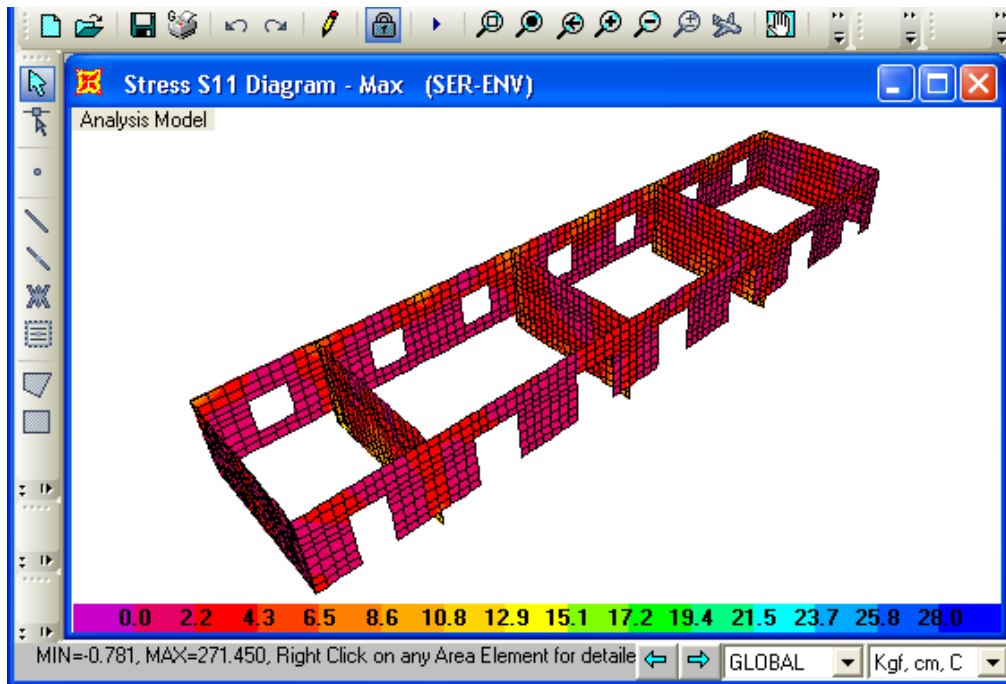 Stress S11 Diagram - Max (SER-ENV)
Analysis Model
0.0 2.2 4.3 6.5 8.6 10.8 12.9 15.1 17.2 19.4 21.5 23.7 25.8 28.0
MIN=-0.781, MAX=271.450, Right Click on any Area Element for detaile
GLOBAL
Kgf, cm, C